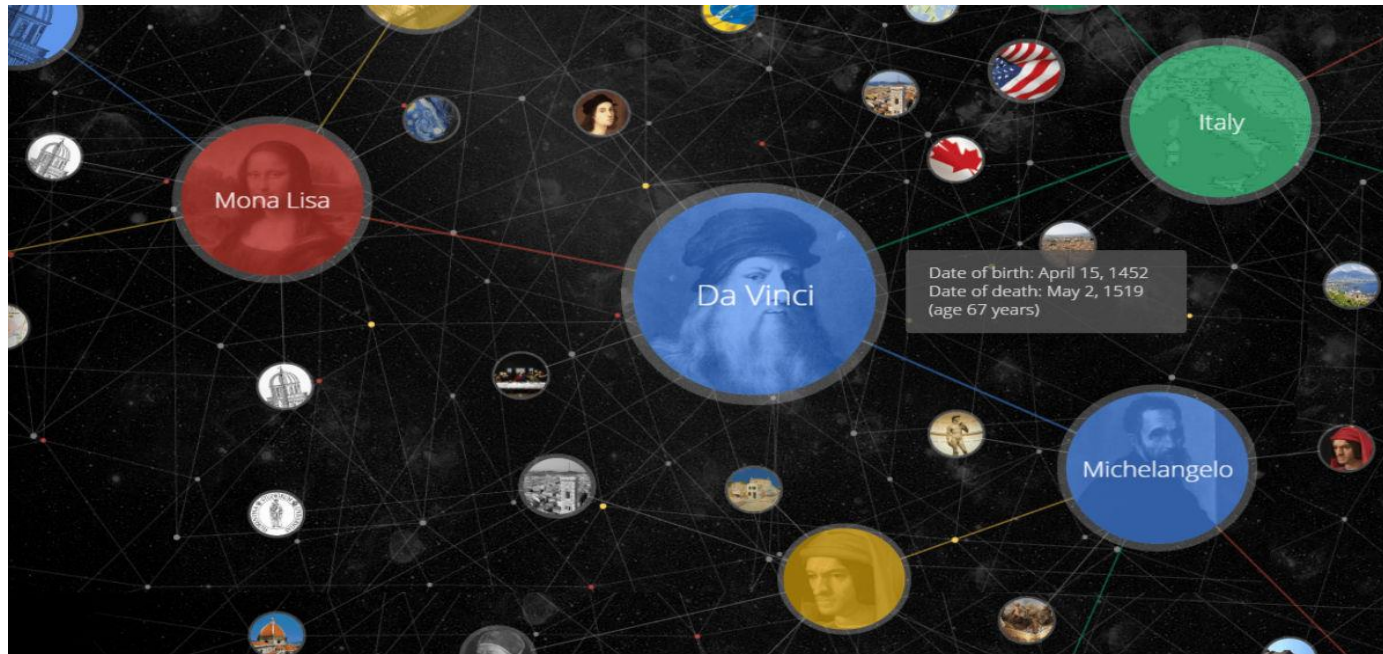 Mona Lisa
Italy
Da Vinci
Date of birth: April 15, 1452
Date of death: May 2, 1519
(age 67 years)
Michelangelo